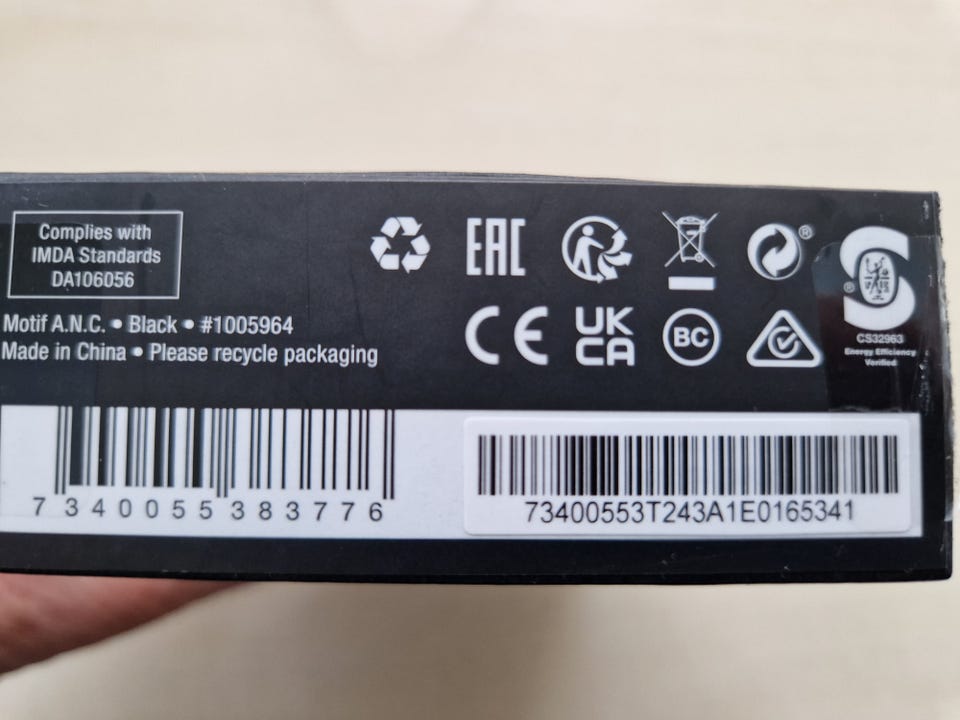 Complies with
IMDA Standards
DA106056
Motif A.N.C. • Black • #1005964
Made in China • Please recycle packaging
EAC
®
CE
UK
CA
BC
S
®
CS32963
Energy Efficiency
Verified
7 340055 383776
73400553T243A1E0165341